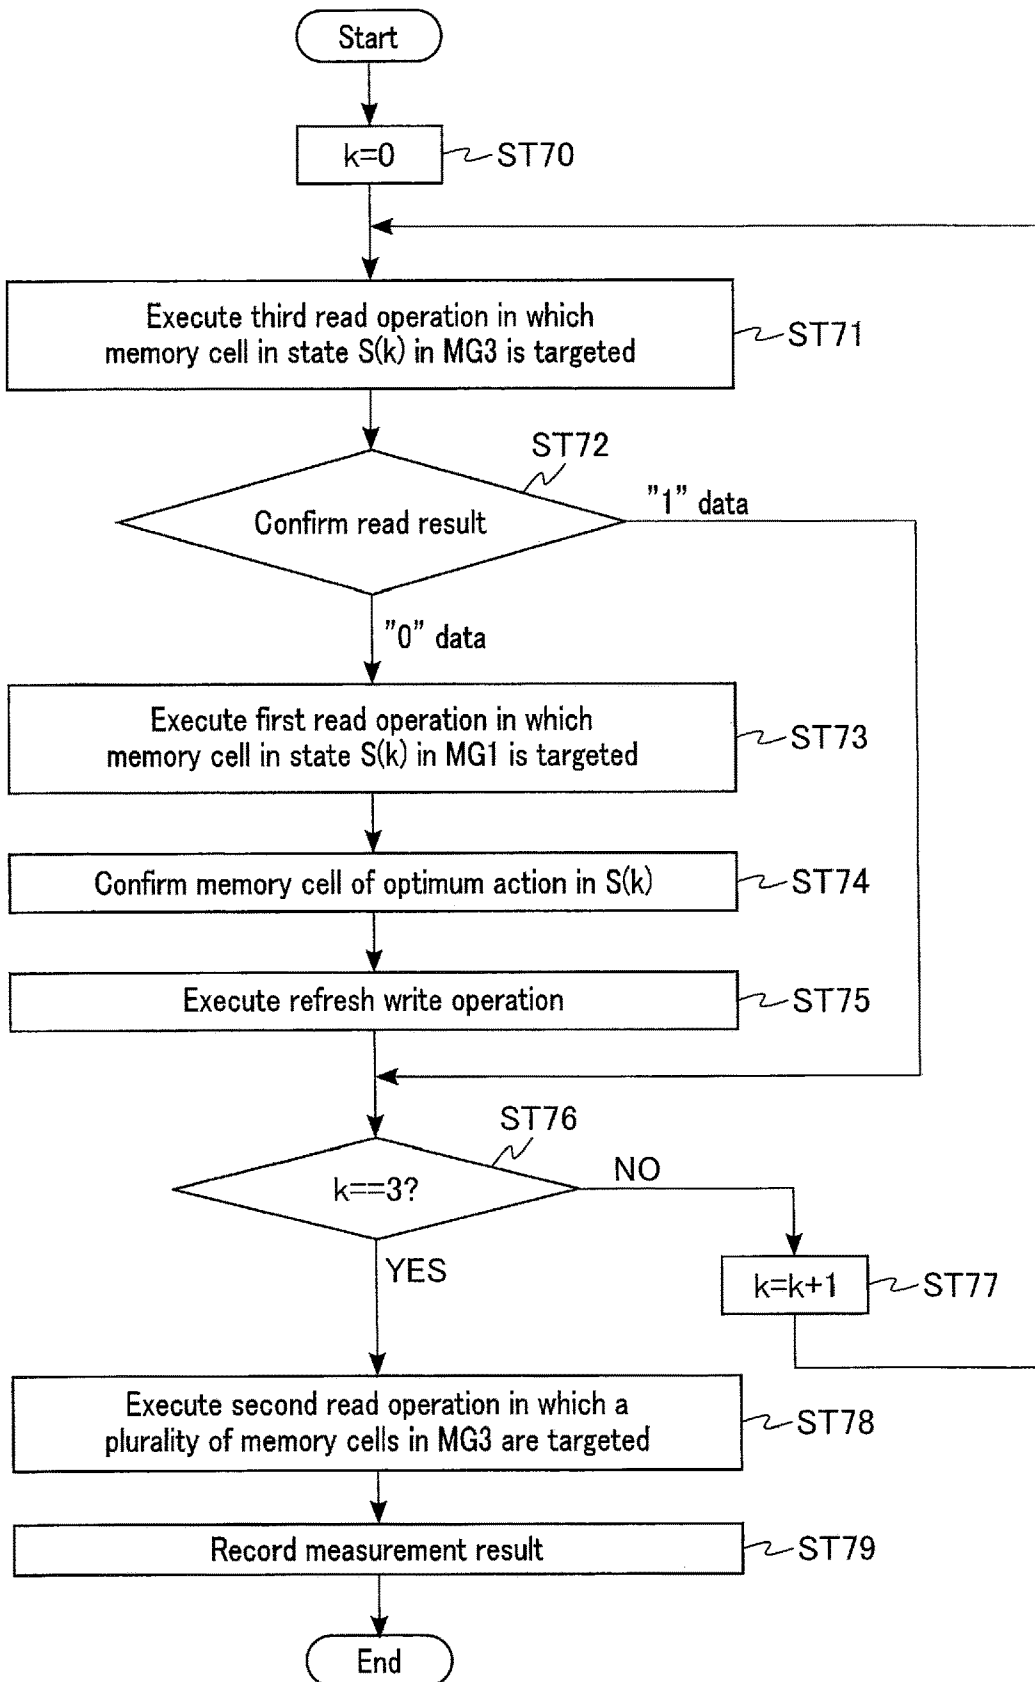 Start
k=0
ST70
Execute third read operation in which
memory cell in state S(k) in MG3 is targeted
ST71
ST72
Confirm read result
"1" data
"0" data
Execute first read operation in which
memory cell in state S(k) in MG1 is targeted
ST73
Confirm memory cell of optimum action in S(k)
ST74
Execute refresh write operation
ST75
ST76
k==3?
NO
YES
k=k+1
ST77
Execute second read operation in which a
plurality of memory cells in MG3 are targeted
ST78
Record measurement result
ST79
End